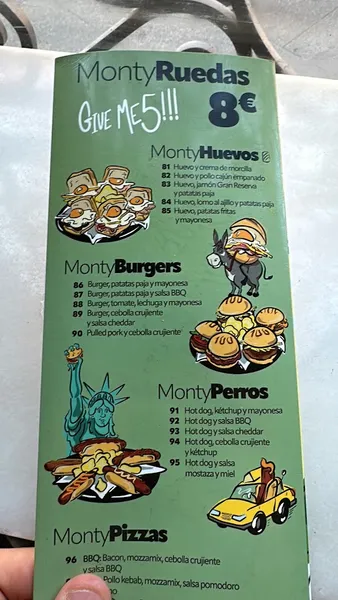 MontyRuedas
GIVE ME 5!!! 8€
MontyHuevos
81 Huevo y crema de morcilla
82 Huevo y pollo cajún empanado
83 Huevo, jamón Gran Reserva
y patatas paja
84 Huevo, lomo al ajillo y patatas paja
85 Huevo, patatas fritas
y mayonesa
MontyBurgers
86 Burger, patatas paja y mayonesa
87 Burger, patatas paja y salsa BBQ
88 Burger, tomate, lechuga y mayonesa
89 Burger, cebolla crujiente
y salsa cheddar
90 Pulled pork y cebolla crujiente
MontyPerros
91 Hot dog, kétchup y mayonesa
92 Hot dog y salsa BBQ
93 Hot dog y salsa cheddar
94 Hot dog, cebolla crujiente
y kétchup
95 Hot dog y salsa
mostaza y miel
MontyPizzas
96 BBQ: Bacon, mozzamix, cebolla crujiente
y salsa BBQ
Pollo kebab, mozzamix, salsa pomodoro